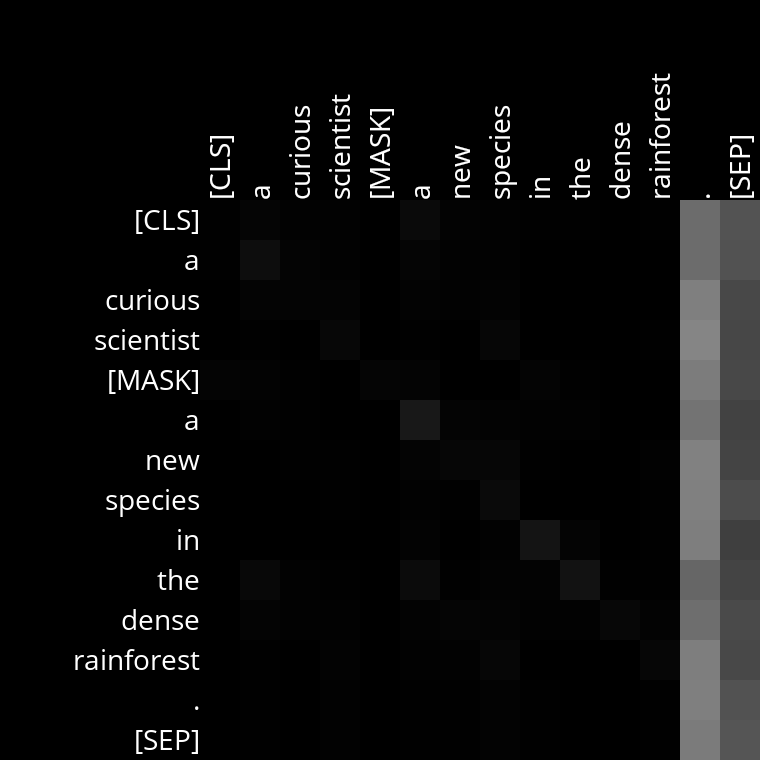 [CLS]
a
curious
scientist
[MASK]
a
new
species
in
the
dense
rainforest
.
[SEP]
[CLS]
a
curious
scientist
[MASK]
a
new
species
in
the
dense
rainforest
.
[SEP]